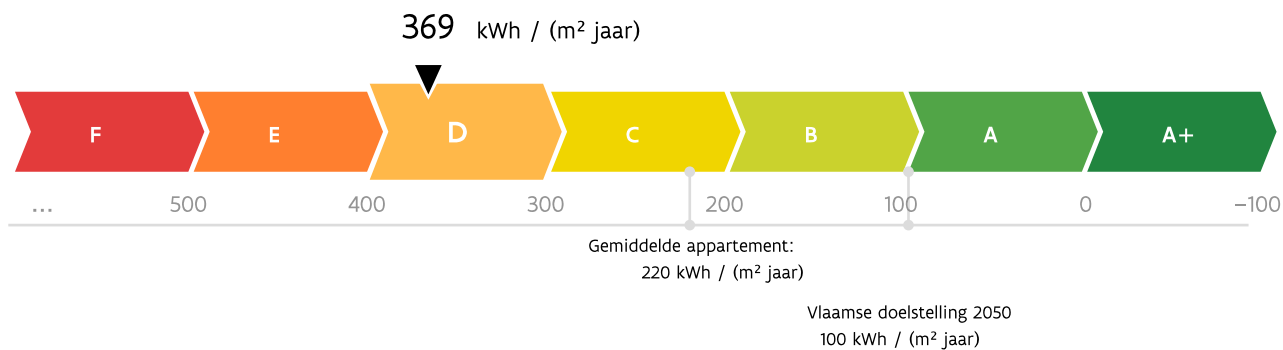 369 kWh / (m² jaar)
F E D C B A A+
... 500 400 300 200 100 0 –100
Gemiddelde appartement:
220 kWh / (m² jaar)
Vlaamse doelstelling 2050
100 kWh / (m² jaar)